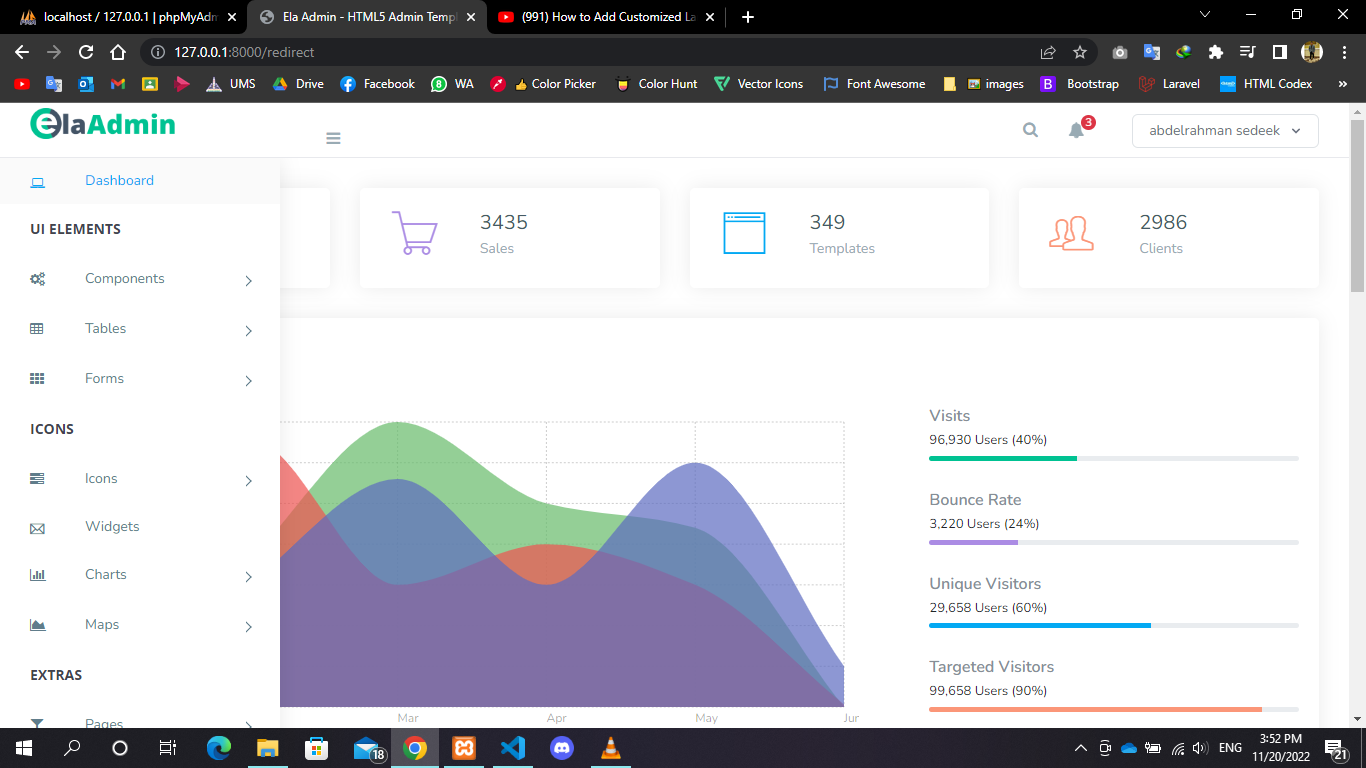 localhost / 127.0.0.1 | phpMyAdm
Ela Admin - HTML5 Admin Templ
(991) How to Add Customized La
127.0.0.1:8000/redirect
UMS
Drive
Facebook
8
WA
Color Picker
Color Hunt
Vector Icons
Font Awesome
images
B
Bootstrap
Laravel
HTML Codex
elaAdmin
3
abdelrahman sedeek
Dashboard
UI ELEMENTS
Components
Tables
Forms
ICONS
Icons
Widgets
Charts
Maps
EXTRAS
Pages
3435
Sales
349
Templates
2986
Clients
Mar
Apr
May
Jur
Visits
96,930 Users (40%)
Bounce Rate
3,220 Users (24%)
Unique Visitors
29,658 Users (60%)
Targeted Visitors
99,658 Users (90%)
18
ENG
3:52 PM
11/20/2022
21